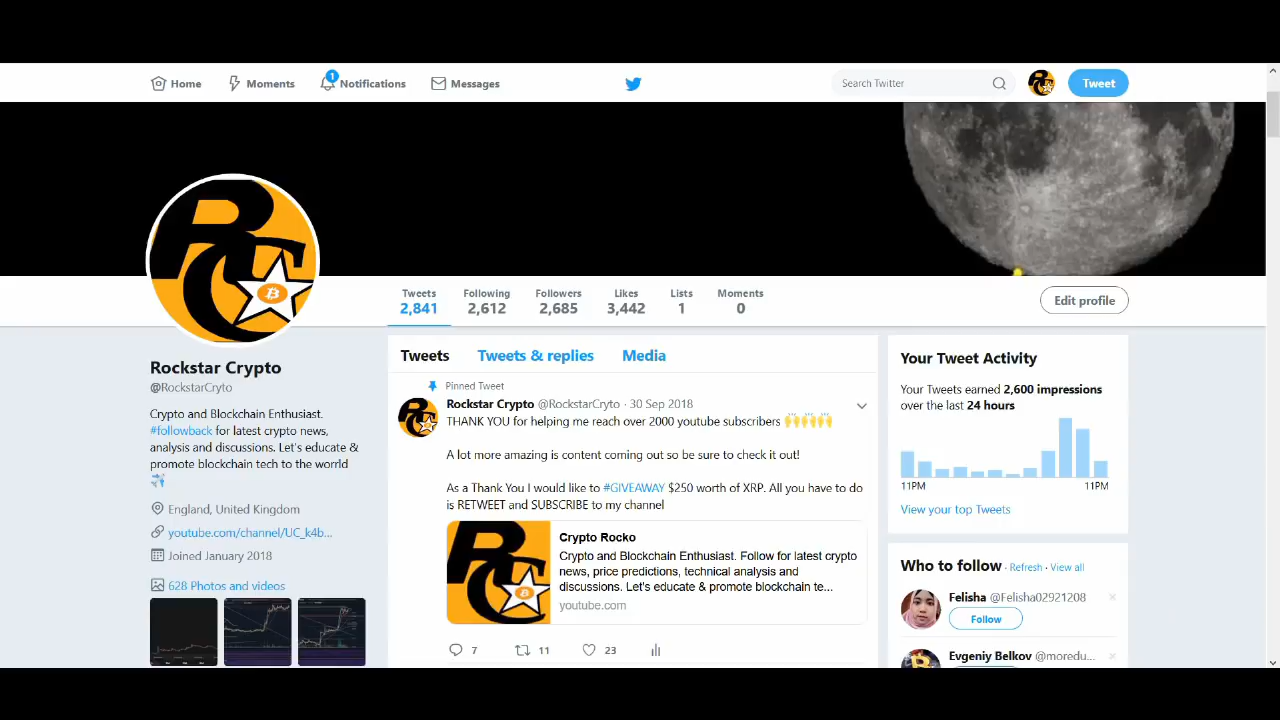 Home
Moments
1
Notifications
Messages
Search Twitter
Tweet
RC
Tweets Following Followers Likes Lists Moments
2,841 2,612 2,685 3,442 1 0
Edit profile
Rockstar Crypto
@RockstarCryto
Crypto and Blockchain Enthusiast.
#followback for latest crypto news,
analysis and discussions. Let's educate &
promote blockchain tech to the worrld
England, United Kingdom
youtube.com/channel/UC_k4b...
Joined January 2018
628 Photos and videos
Tweets Tweets & replies Media
Pinned Tweet
Rockstar Crypto @RockstarCryto · 30 Sep 2018
THANK YOU for helping me reach over 2000 youtube subscribers 🙌🙌🙌🙌
A lot more amazing is content coming out so be sure to check it out!
As a Thank You I would like to #GIVEAWAY $250 worth of XRP. All you have to do
is RETWEET and SUBSCRIBE to my channel
Crypto Rocko
Crypto and Blockchain Enthusiast. Follow for latest crypto
news, price predictions, technical analysis and
discussions. Let's educate & promote blockchain te...
youtube.com
7 11 23
Your Tweet Activity
Your Tweets earned 2,600 impressions
over the last 24 hours
11PM 11PM
View your top Tweets
Who to follow · Refresh · View all
Felisha @Felisha02921208
Follow
Evgeniy Belkov @moredu...